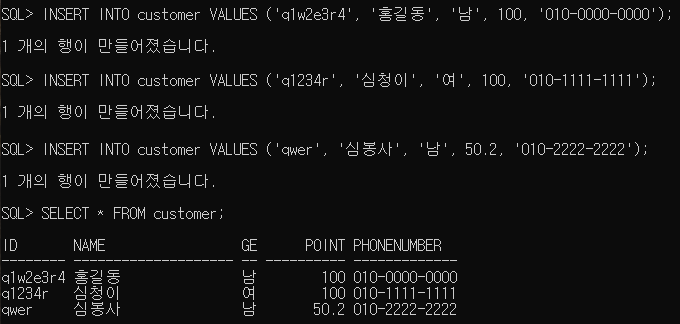 SQL> INSERT INTO customer VALUES ('q1w2e3r4', '홍길동', '남', 100, '010-0000-0000');
1 개의 행이 만들어졌습니다.
SQL> INSERT INTO customer VALUES ('q1234r', '심청이', '여', 100, '010-1111-1111');
1 개의 행이 만들어졌습니다.
SQL> INSERT INTO customer VALUES ('qwer', '심봉사', '남', 50.2, '010-2222-2222');
1 개의 행이 만들어졌습니다.
SQL> SELECT * FROM customer;
ID       NAME                 GE      POINT PHONENUMBER
-------- -------------------- -- ---------- -------------
q1w2e3r4 홍길동               남        100 010-0000-0000
q1234r   심청이               여        100 010-1111-1111
qwer     심봉사               남       50.2 010-2222-2222